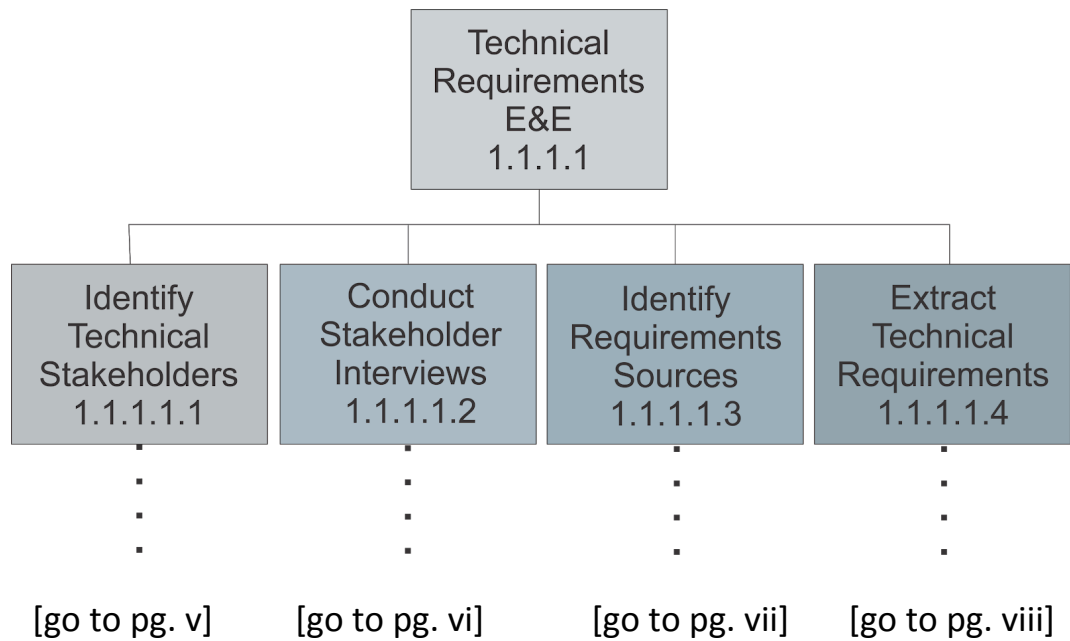 Technical
Requirements
E&E
1.1.1.1
Identify
Technical
Stakeholders
1.1.1.1.1
Conduct
Stakeholder
Interviews
1.1.1.1.2
Identify
Requirements
Sources
1.1.1.1.3
Extract
Technical
Requirements
1.1.1.1.4
[go to pg. v]
[go to pg. vi]
[go to pg. vii]
[go to pg. viii]